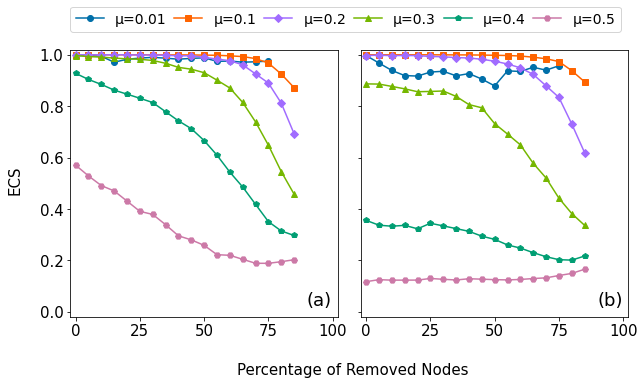 μ=0.01 μ=0.1 μ=0.2 μ=0.3 μ=0.4 μ=0.5
1.0
0.8
0.6
0.4
0.2
0.0
ECS
(a) (b)
0 25 50 75 100 0 25 50 75 100
Percentage of Removed Nodes